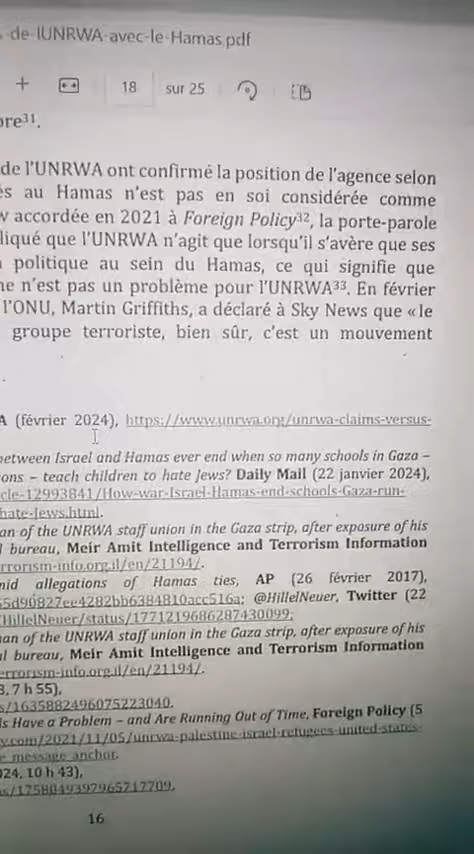 -de-lUNRWA-avec-le-Hamas.pdf
+ 18 sur 25
bre³¹.
de l'UNRWA ont confirmé la position de l'agence selon
és au Hamas n'est pas en soi considérée comme
w accordée en 2021 à Foreign Policy³², la porte-parole
liqué que l'UNRWA n'agit que lorsqu'il s'avère que ses
n politique au sein du Hamas, ce qui signifie que
ne n'est pas un problème pour l'UNRWA³³. En février
l'ONU, Martin Griffiths, a déclaré à Sky News que « le
groupe terroriste, bien sûr, c'est un mouvement
A (février 2024), https://www.unrwa.org/unrwa-claims-versus-
between Israel and Hamas ever end when so many schools in Gaza –
ons – teach children to hate Jews? Daily Mail (22 janvier 2024),
cle-12993841/How-war-Israel-Hamas-end-schools-Gaza-run-
hate-Jews.html.
an of the UNRWA staff union in the Gaza strip, after exposure of his
l bureau, Meir Amit Intelligence and Terrorism Information
rrorism-info.org.il/en/21194/.
mid allegations of Hamas ties, AP (26 février 2017),
55d90827ee4282bb6384810acc516a; @HillelNeuer, Twitter (22
HillelNeuer/status/1771219686287430099;
an of the UNRWA staff union in the Gaza strip, after exposure of his
al bureau, Meir Amit Intelligence and Terrorism Information
errorism-info.org.il/en/21194/.
3, 7 h 55),
s/1635882496075223040.
ls Have a Problem – and Are Running Out of Time, Foreign Policy (5
y.com/2021/11/05/unrwa-palestine-israel-refugees-united-states-
e_message_anchor.
024, 10 h 43),
us/1758049397965717709.
16